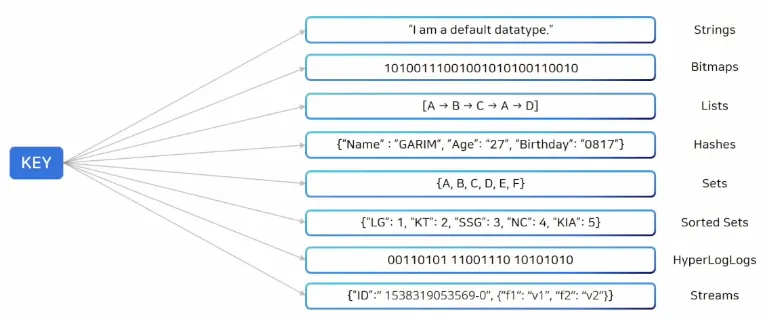 KEY
“I am a default datatype.” Strings
10100111001001010100110010 Bitmaps
[A → B → C → A → D] Lists
{“Name” : “GARIM”, “Age”: “27”, “Birthday”: “0817”} Hashes
{A, B, C, D, E, F} Sets
{“LG”: 1, “KT”: 2, “SSG”: 3, “NC”: 4, “KIA”: 5} Sorted Sets
00110101 11001110 10101010 HyperLogLogs
{“ID”:” 1538319053569-0”, {“f1”: “v1”, “f2”: “v2”}} Streams